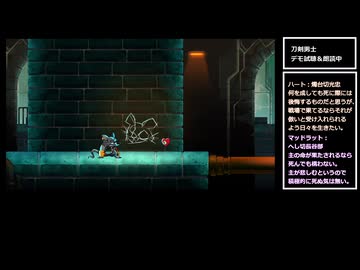 刀剣男士
デモ試聴&朗読中
ハート:燭台切光忠
何を成しても死に際には
後悔するものだと思うが、
戦場で果てるならそれが
倣いと受け入れられる
よう日々を生きたい。
マッドラット:
へし切長谷部
主の命が果たされるなら
死んでも構わない。
主が悲しむというので
積極的に死ぬ気は無い。